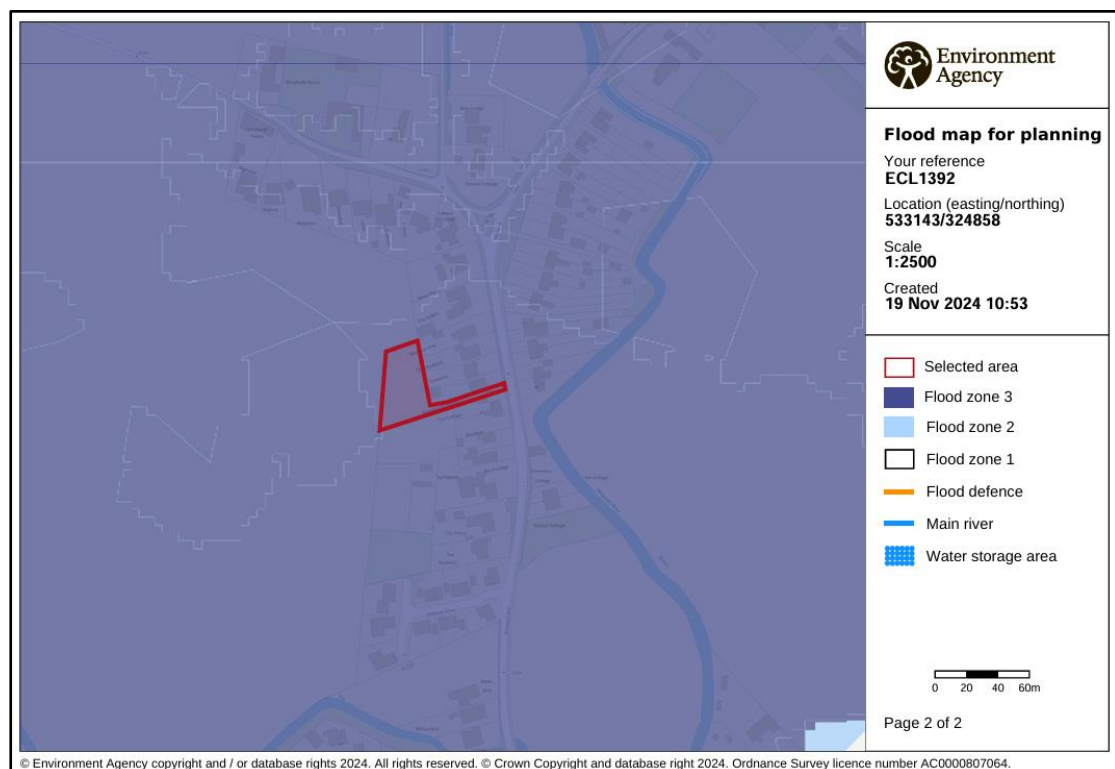 Environment
Agency
Flood map for planning
Your reference
ECL1392
Location (easting/northing)
533143/324858
Scale
1:2500
Created
19 Nov 2024 10:53
Selected area
Flood zone 3
Flood zone 2
Flood zone 1
Flood defence
Main river
Water storage area
0 20 40 60m
Page 2 of 2
© Environment Agency copyright and / or database rights 2024. All rights reserved. © Crown Copyright and database right 2024. Ordnance Survey licence number AC0000807064.